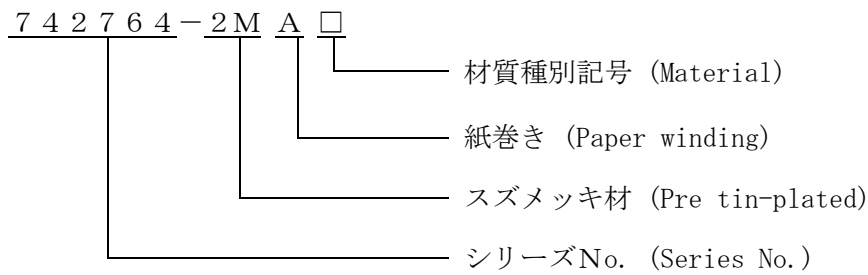 ７４２７６４－２Ｍ Ａ □
材質種別記号 (Material)
紙巻き (Paper winding)
スズメッキ材 (Pre tin-plated)
シリーズNo. (Series No.)